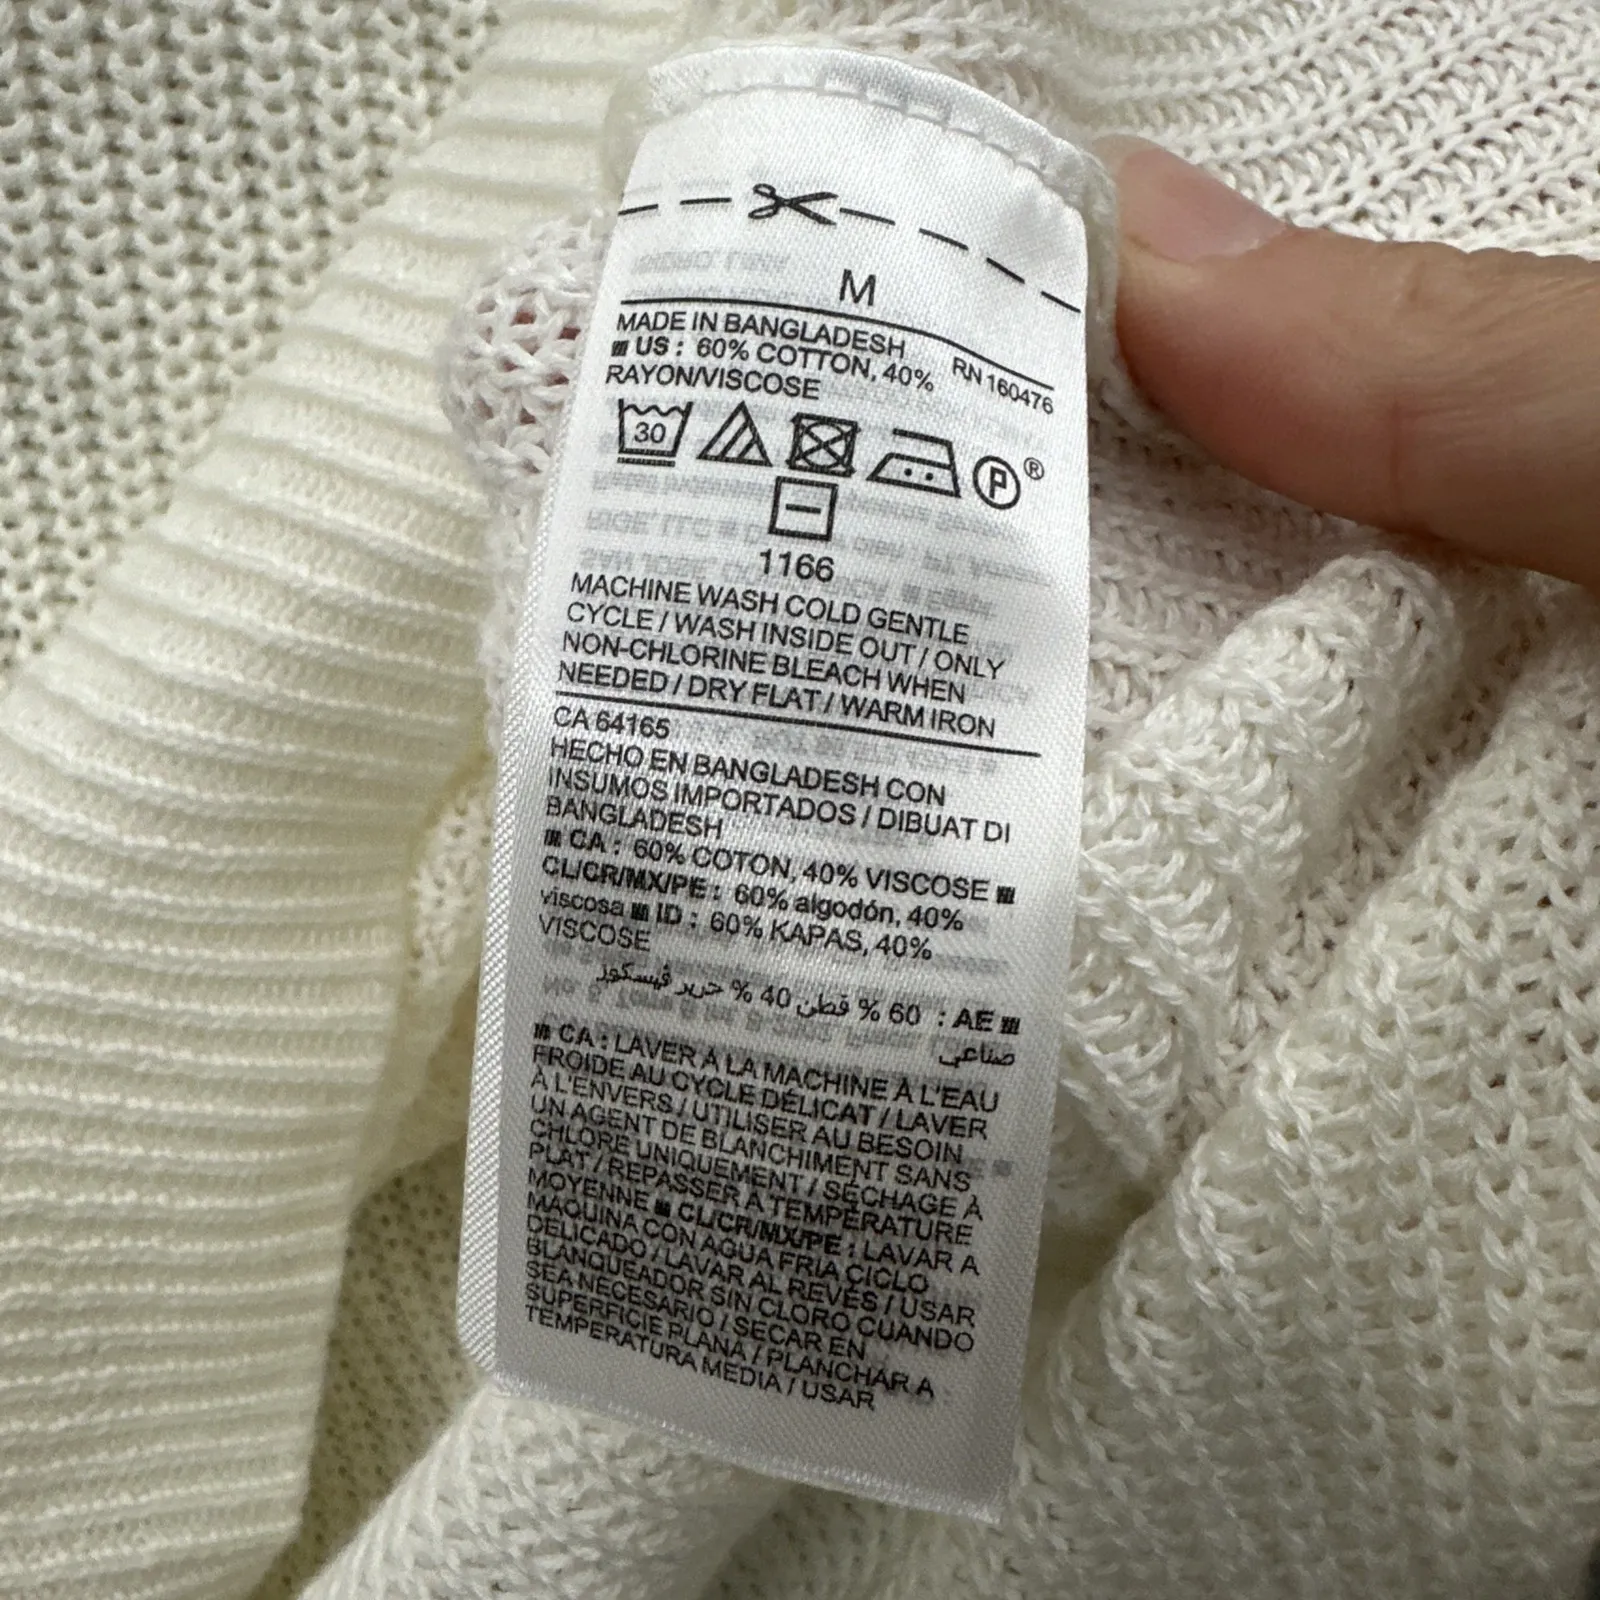 M
MADE IN BANGLADESH
RN 160476
US : 60% COTTON, 40%
RAYON/VISCOSE
30
P ®
1166
MACHINE WASH COLD GENTLE
CYCLE / WASH INSIDE OUT / ONLY
NON-CHLORINE BLEACH WHEN
NEEDED / DRY FLAT / WARM IRON
CA 64165
HECHO EN BANGLADESH CON
INSUMOS IMPORTADOS / DIBUAT DI
BANGLADESH
CA : 60% COTON, 40% VISCOSE
CL/CR/MX/PE : 60% algodón, 40%
viscosa ID : 60% KAPAS, 40%
VISCOSE
AE : 60 % قطن 40 % حرير فيسكوز
صناعي
CA : LAVER À LA MACHINE À L'EAU
FROIDE AU CYCLE DÉLICAT / LAVER
À L'ENVERS / UTILISER AU BESOIN
UN AGENT DE BLANCHIMENT SANS
CHLORE UNIQUEMENT / SÉCHAGE À
PLAT / REPASSER À TEMPÉRATURE
MOYENNE CL/CR/MX/PE : LAVAR A
MAQUINA CON AGUA FRIA CICLO
DELICADO / LAVAR AL REVÉS / USAR
BLANQUEADOR SIN CLORO CUANDO
SEA NECESARIO / SECAR EN
SUPERFICIE PLANA / PLANCHAR A
TEMPERATURA MEDIA / USAR